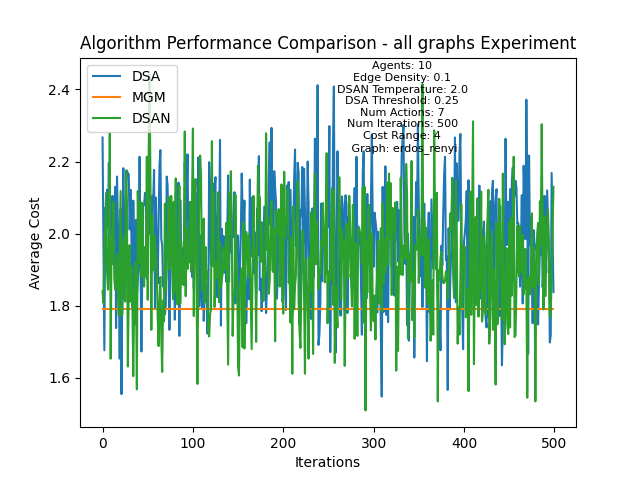 Algorithm Performance Comparison - all graphs Experiment
DSA
MGM
DSAN
Agents: 10
Edge Density: 0.1
DSAN Temperature: 2.0
DSA Threshold: 0.25
Num Actions: 7
Num Iterations: 500
Cost Range: 4
Graph: erdos_renyi
Average Cost
2.4
2.2
2.0
1.8
1.6
0
100
200
300
400
500
Iterations